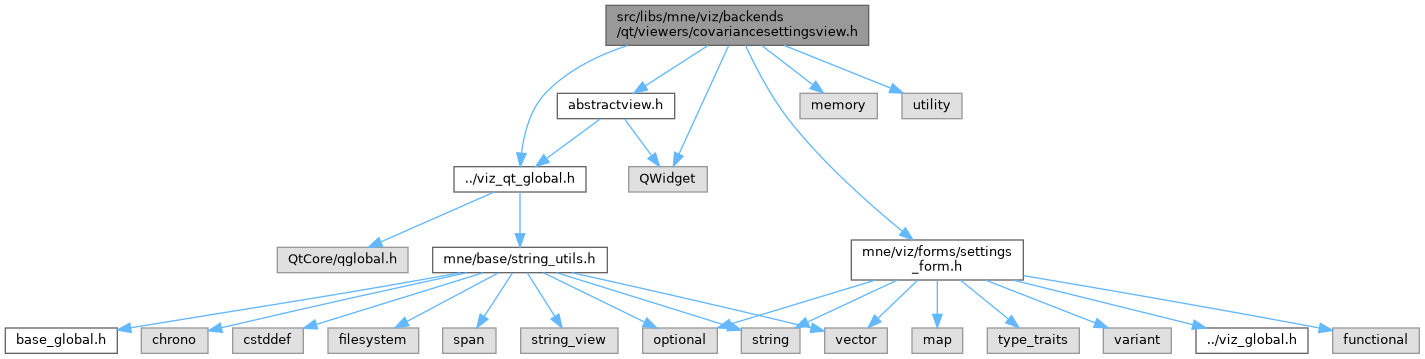 src/libs/mne/viz/backends
/qt/viewers/covariancesettingsview.h
abstractview.h
memory
utility
../viz_qt_global.h
QWidget
QtCore/qglobal.h
mne/base/string_utils.h
mne/viz/forms/settings
_form.h
base_global.h
chrono
cstddef
filesystem
span
string_view
optional
string
vector
map
type_traits
variant
../viz_global.h
functional